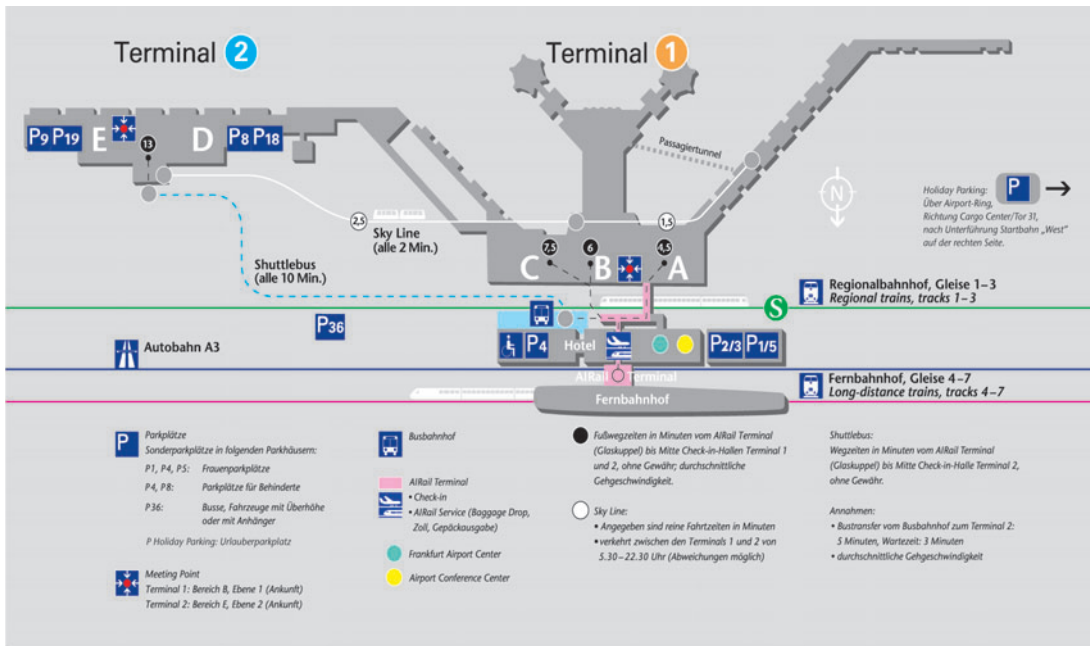 Terminal 2
Terminal 1
P9 P19
E
13
D
P8 P18
Passagiertunnel
N
P
Holiday Parking:
Über Airport-Ring,
Richtung Cargo Center/Tor 31,
nach Unterführung Startbahn „West"
auf der rechten Seite.
2,5
Sky Line
(alle 2 Min.)
1,5
7,5
6
4,5
C
B
A
Shuttlebus
(alle 10 Min.)
Regionalbahnhof, Gleise 1–3
Regional trains, tracks 1–3
S
P36
P4
Hotel
P2/3
P1/5
Autobahn A3
AIRail Terminal
Fernbahnhof
Fernbahnhof, Gleise 4–7
Long-distance trains, tracks 4–7
P
Parkplätze
Sonderparkplätze in folgenden Parkhäusern:
P1, P4, P5: Frauenparkplätze
P4, P8: Parkplätze für Behinderte
P36: Busse, Fahrzeuge mit Überhöhe
oder mit Anhänger
P Holiday Parking: Urlauberparkplatz
Meeting Point
Terminal 1: Bereich B, Ebene 1 (Ankunft)
Terminal 2: Bereich E, Ebene 2 (Ankunft)
Busbahnhof
AIRail Terminal
• Check-in
• AIRail Service (Baggage Drop,
Zoll, Gepäckausgabe)
Frankfurt Airport Center
Airport Conference Center
Fußwegzeiten in Minuten vom AIRail Terminal
(Glaskuppel) bis Mitte Check-in-Hallen Terminal 1
und 2, ohne Gewähr; durchschnittliche
Gehgeschwindigkeit.
Sky Line:
• Angegeben sind reine Fahrtzeiten in Minuten
• verkehrt zwischen den Terminals 1 und 2 von
5.30–22.30 Uhr (Abweichungen möglich)
Shuttlebus:
Wegzeiten in Minuten vom AIRail Terminal
(Glaskuppel) bis Mitte Check-in-Halle Terminal 2,
ohne Gewähr.
Annahmen:
• Bustransfer vom Busbahnhof zum Terminal 2:
5 Minuten, Wartezeit: 3 Minuten
• durchschnittliche Gehgeschwindigkeit